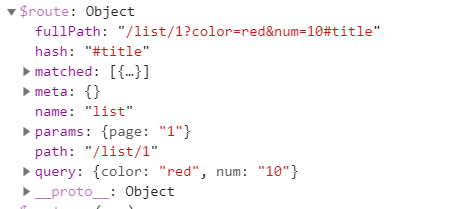 ▼$route: Object
fullPath: "/list/1?color=red&num=10#title"
hash: "#title"
▶matched: [{…}]
▶meta: {}
name: "list"
▶params: {page: "1"}
path: "/list/1"
▶query: {color: "red", num: "10"}
▶__proto__: Object